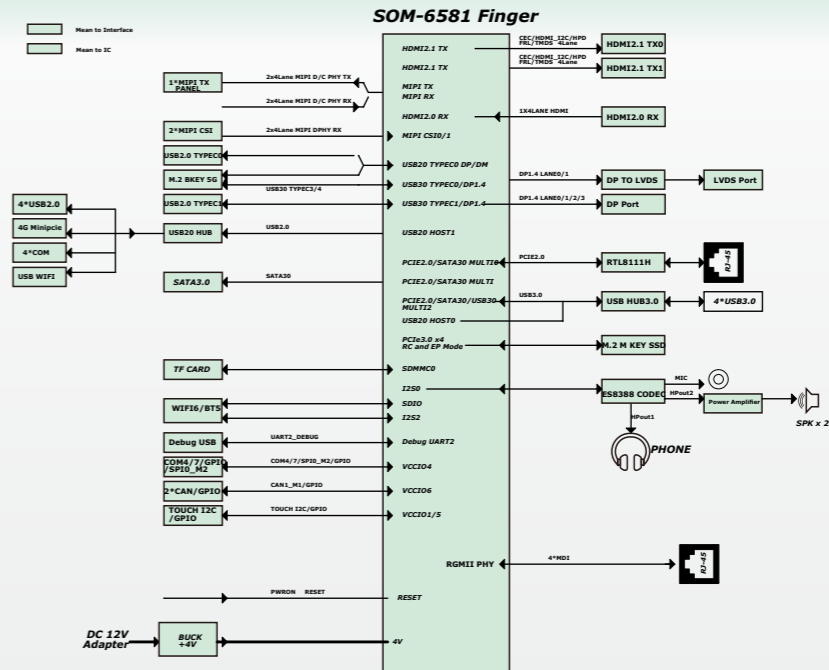 SOM-6581 Finger
Mean to Interface
Mean to IC
HDMI2.1 TX
CEC/HDMI_I2C/HPD
FRL/TMDS 4Lane
HDMI2.1 TX0
HDMI2.1 TX
CEC/HDMI_I2C/HPD
FRL/TMDS 4Lane
HDMI2.1 TX1
1*MIPI TX
PANEL
2x4Lane MIPI D/C PHY TX
MIPI TX
2x4Lane MIPI D/C PHY RX
MIPI RX
HDMI2.0 RX
1X4LANE HDMI
HDMI2.0 RX
2*MIPI CSI
2x4Lane MIPI DPHY RX
MIPI CSI0/1
USB2.0 TYPEC0
USB20 TYPEC0 DP/DM
M.2 BKEY 5G
USB30 TYPEC3/4
USB30 TYPEC0/DP1.4
DP1.4 LANE0/1
DP TO LVDS
LVDS Port
USB2.0 TYPEC1
USB30 TYPEC1/DP1.4
DP1.4 LANE0/1/2/3
DP Port
4*USB2.0
4G Minipcie
4*COM
USB WIFI
USB20 HUB
USB2.0
USB20 HOST1
PCIE2.0/SATA30 MULTI0
PCIE2.0
RTL8111H
RJ-45
SATA3.0
SATA30
PCIE2.0/SATA30 MULTI
PCIE2.0/SATA30/USB30
MULTI2
USB3.0
USB HUB3.0
4*USB3.0
USB20 HOST0
PCIe3.0 x4
RC and EP Mode
M.2 M KEY SSD
TF CARD
SDMMC0
I2S0
ES8388 CODEC
MIC
HPout2
Power Amplifier
SPK x 2
HPout1
PHONE
WIFI6/BT5
SDIO
I2S2
Debug USB
UART2_DEBUG
Debug UART2
COM4/7/GPIO
/SPI0_M2
COM4/7/SPI0_M2/GPIO
VCCIO4
2*CAN/GPIO
CAN1_M1/GPIO
VCCIO6
TOUCH I2C
/GPIO
TOUCH I2C/GPIO
VCCIO1/5
RGMII PHY
4*MDI
RJ-45
PWRON RESET
RESET
DC 12V
Adapter
BUCK
+4V
4V